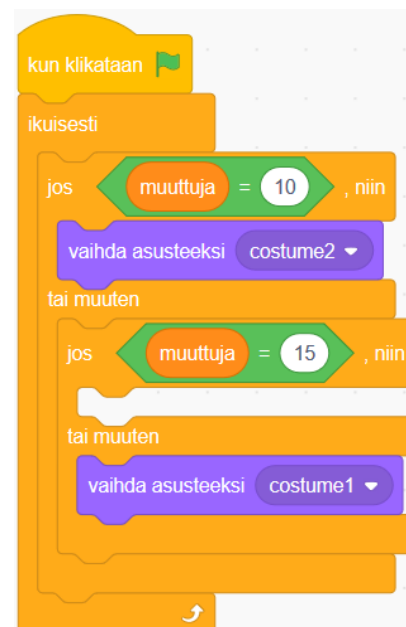 kun klikataan
ikuisesti
jos muuttuja = 10 , niin
vaihda asusteeksi costume2
tai muuten
jos muuttuja = 15 , niin
tai muuten
vaihda asusteeksi costume1